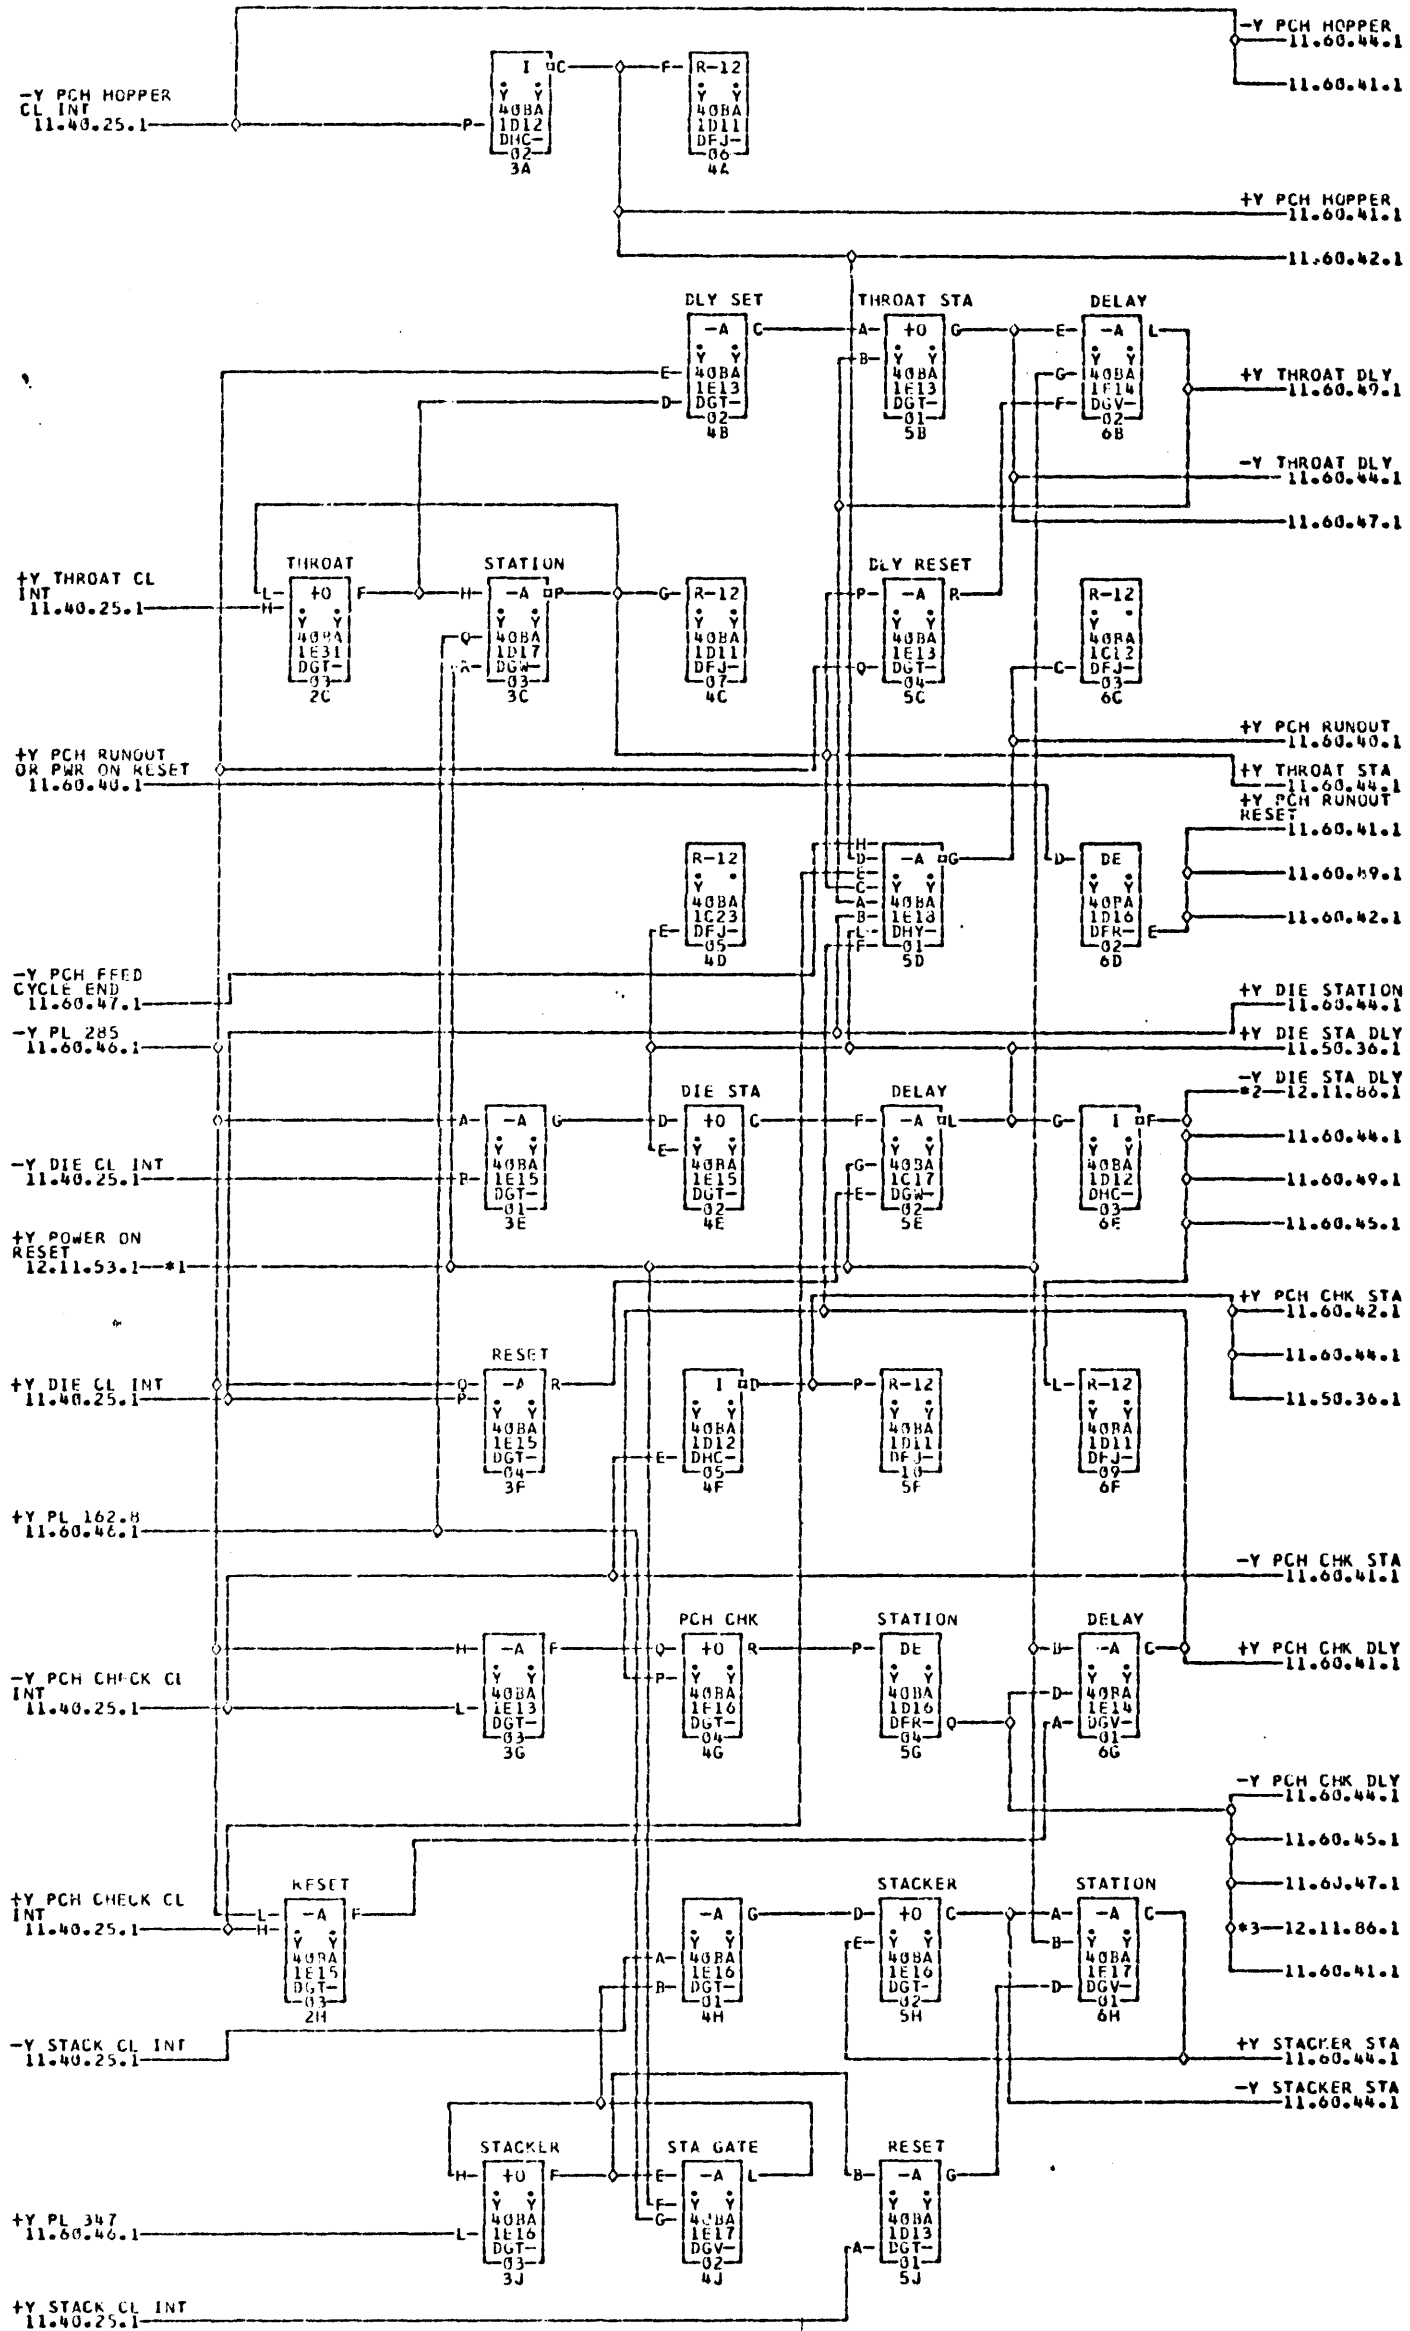 -Y PCH HOPPER
11.60.44.1
11.60.41.1
-Y PCH HOPPER
CL INT
11.40.25.1
P
I C
Y Y
40BA
1D12
DHC-
02
3A
F
R-12
Y Y
40BA
1D11
DFJ-
06
4A
+Y PCH HOPPER
11.60.41.1
11.60.42.1
DLY SET
E
D
-A C
Y Y
40BA
1E13
DGT-
02
4B
THROAT STA
A
B
+O G
Y Y
40BA
1E13
DGT-
01
5B
DELAY
E
G
F
-A L
Y Y
40BA
1E14
DGV-
02
6B
+Y THROAT DLY
11.60.49.1
-Y THROAT DLY
11.60.44.1
11.60.47.1
+Y THROAT CL
INT
11.40.25.1
THROAT
L
H
+O F
Y Y
40BA
1E31
DGT-
03
2C
STATION
H
Q
R
-A P
Y Y
40BA
1D17
DGW-
03
3C
G
R-12
Y Y
40BA
1D11
DFJ-
07
4C
DLY RESET
P
Q
-A R
Y Y
40BA
1E13
DGT-
04
5C
C
R-12
Y
40BA
1C12
DFJ-
03
6C
+Y PCH RUNOUT
OR PWR ON RESET
11.60.40.1
+Y PCH RUNOUT
11.60.40.1
+Y THROAT STA
11.60.44.1
+Y PCH RUNOUT
RESET
11.60.41.1
11.60.49.1
11.60.42.1
E
R-12
Y
40BA
1C23
DFJ-
05
4D
H
D
E
C
A
B
L
F
-A G
Y Y
40BA
1E18
DHY-
01
5D
D
DE
Y Y
40BA
1D16
DFR- E
02
6D
-Y PCH FEED
CYCLE END
11.60.47.1
-Y PL 285
11.60.46.1
+Y DIE STATION
11.60.44.1
+Y DIE STA DLY
11.50.36.1
-Y DIE STA DLY
*2 12.11.86.1
11.60.44.1
11.60.49.1
11.60.45.1
-Y DIE CL INT
11.40.25.1
A
B
-A G
Y Y
40BA
1E15
DGT-
01
3E
DIE STA
D
E
+O C
Y Y
40BA
1E15
DGT-
02
4E
DELAY
F
G
E
-A L
Y Y
40BA
1C17
DGW-
02
5E
G
I F
Y Y
40BA
1D12
DHC-
03
6E
+Y POWER ON
RESET
12.11.53.1 *1
+Y PCH CHK STA
11.60.42.1
11.60.44.1
11.50.36.1
+Y DIE CL INT
11.40.25.1
RESET
Q
P
-A R
Y Y
40BA
1E15
DGT-
04
3F
E
I D
Y Y
40BA
1D12
DHC-
05
4F
P
R-12
Y Y
40BA
1D11
DFJ-
10
5F
L
R-12
Y Y
40BA
1D11
DFJ-
09
6F
+Y PL 162.8
11.60.46.1
-Y PCH CHK STA
11.60.41.1
-Y PCH CHECK CL
INT
11.40.25.1
H
L
-A F
Y Y
40BA
1E13
DGT-
03
3G
PCH CHK
Q
P
+O R
Y Y
40BA
1F16
DGT-
04
4G
STATION
P
DE
Y Y
40BA
1D16
DFR- Q
04
5G
DELAY
B
D
A
-A C
Y Y
40BA
1E14
DGV-
01
6G
+Y PCH CHK DLY
11.60.41.1
-Y PCH CHK DLY
11.60.44.1
11.60.45.1
11.60.47.1
*3 12.11.86.1
11.60.41.1
+Y PCH CHECK CL
INT
11.40.25.1
RESET
L
H
-A F
Y Y
40BA
1E15
DGT-
03
2H
A
B
-A G
Y Y
40BA
1E16
DGT-
01
4H
STACKER
D
E
+O C
Y Y
40BA
1E16
DGT-
02
5H
STATION
A
B
D
-A C
Y Y
40BA
1E17
DGV-
01
6H
-Y STACK CL INT
11.40.25.1
+Y STACKER STA
11.60.44.1
-Y STACKER STA
11.60.44.1
STACKER
H
L
+O F
Y Y
40BA
1E16
DGT-
03
3J
STA GATE
E
F
G
-A L
Y Y
40BA
1E17
DGV-
02
4J
RESET
B
A
-A G
Y Y
40BA
1D13
DGT-
01
5J
+Y PL 347
11.60.46.1
+Y STACK CL INT
11.40.25.1